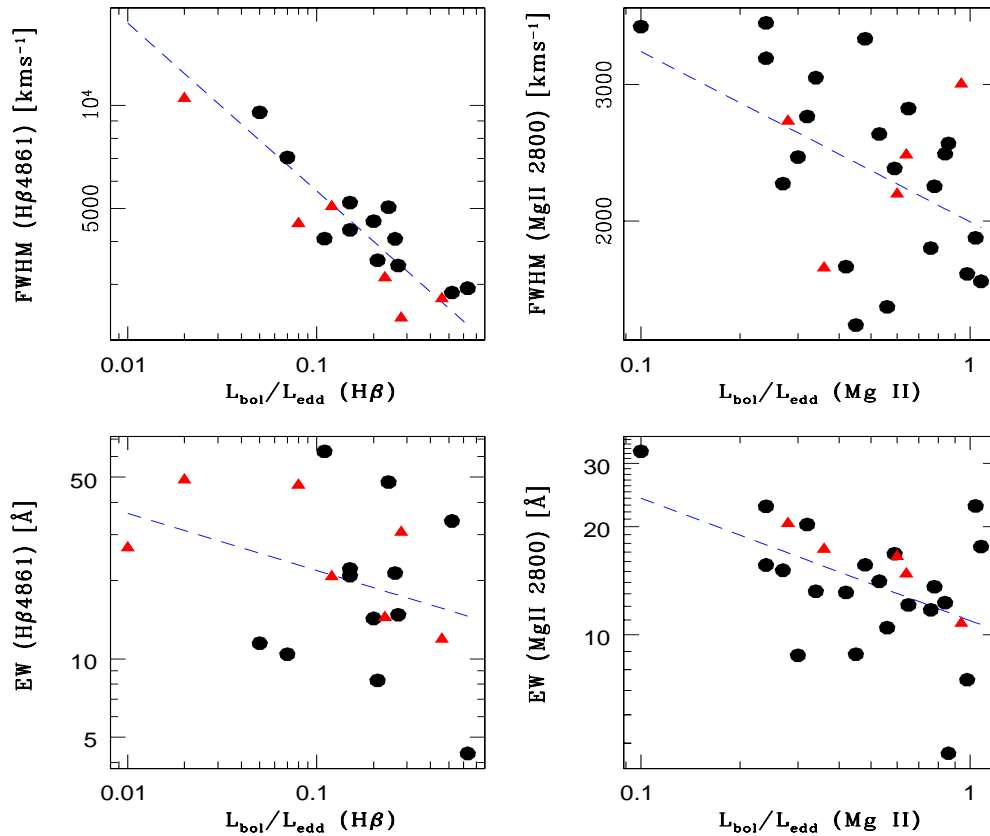 FWHM (Hβ4861) [kms⁻¹]
10⁴
5000
0.01 0.1
L_bol/L_edd (Hβ)
FWHM (MgII 2800) [kms⁻¹]
3000
2000
0.1 1
L_bol/L_edd (Mg II)
EW (Hβ4861) [Å]
50
10
5
0.01 0.1
L_bol/L_edd (Hβ)
EW (MgII 2800) [Å]
30
20
10
0.1 1
L_bol/L_edd (Mg II)